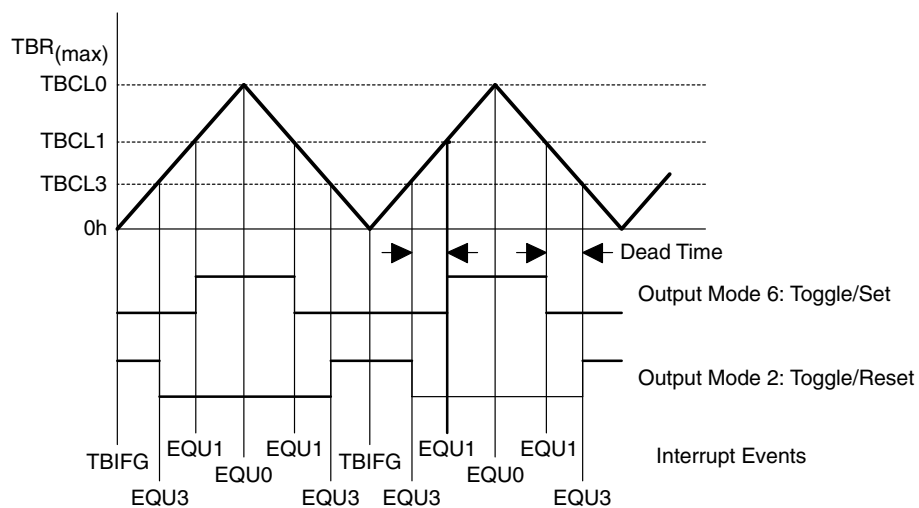 TBR(max)
TBCL0
TBCL1
TBCL3
0h
Dead Time
Output Mode 6: Toggle/Set
Output Mode 2: Toggle/Reset
EQU1 EQU1 EQU1 EQU1
TBIFG EQU0 TBIFG EQU0 Interrupt Events
EQU3 EQU3 EQU3 EQU3